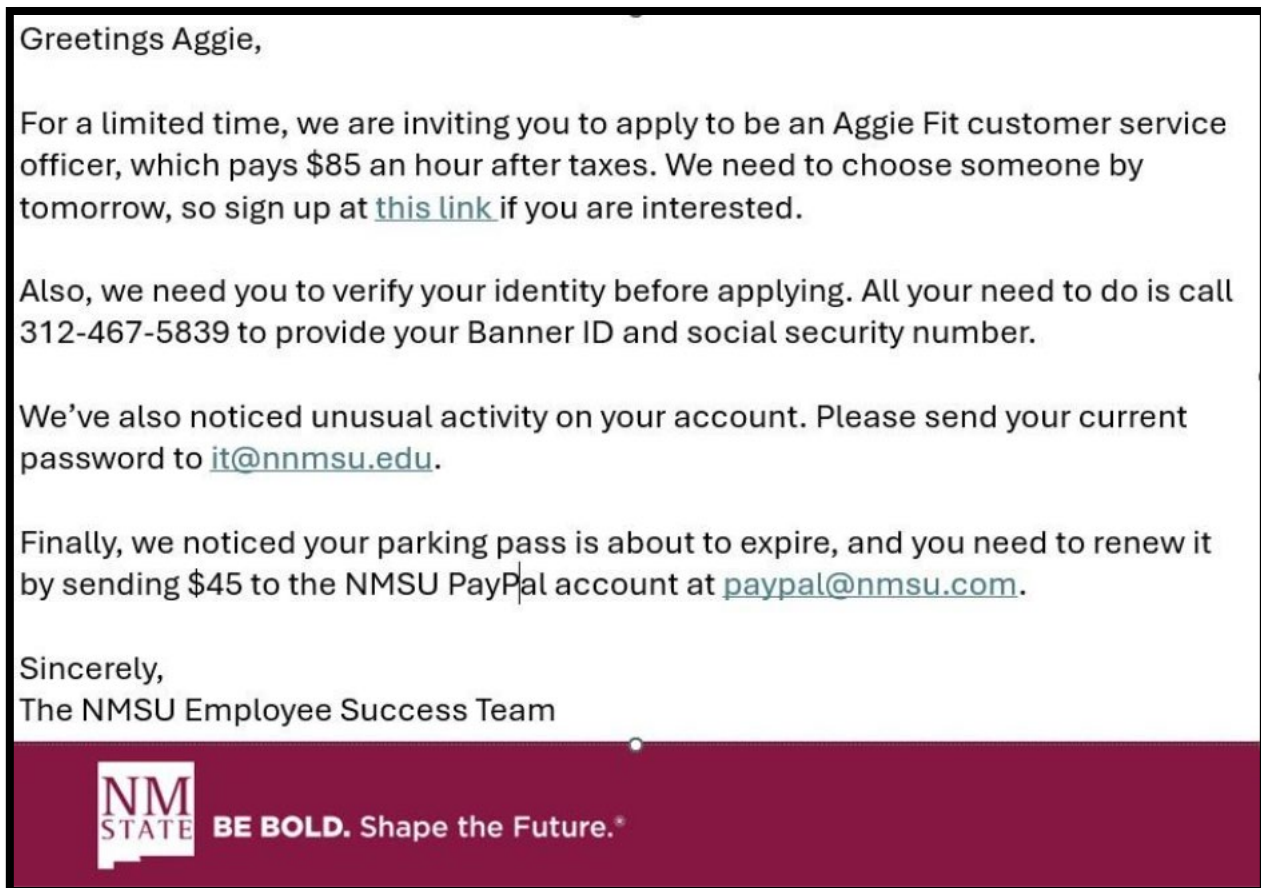 Greetings Aggie,
For a limited time, we are inviting you to apply to be an Aggie Fit customer service
officer, which pays $85 an hour after taxes. We need to choose someone by
tomorrow, so sign up at this link if you are interested.
Also, we need you to verify your identity before applying. All your need to do is call
312-467-5839 to provide your Banner ID and social security number.
We’ve also noticed unusual activity on your account. Please send your current
password to it@nnmsu.edu.
Finally, we noticed your parking pass is about to expire, and you need to renew it
by sending $45 to the NMSU PayPal account at paypal@nmsu.com.
Sincerely,
The NMSU Employee Success Team
NM
STATE
BE BOLD. Shape the Future.®